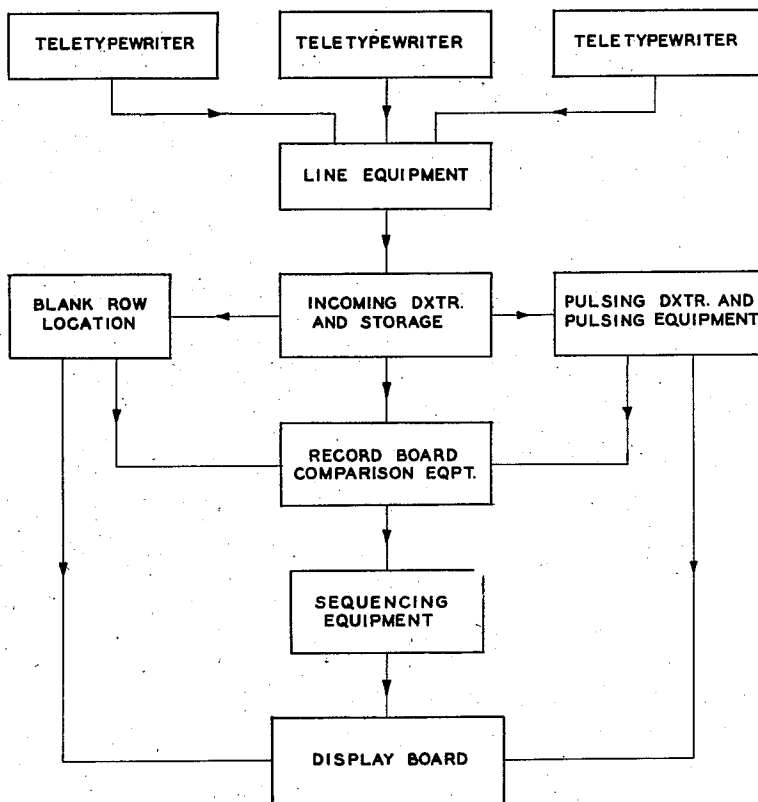 TELETYPEWRITER
TELETYPEWRITER
TELETYPEWRITER
LINE EQUIPMENT
BLANK ROW
LOCATION
INCOMING DXTR.
AND STORAGE
PULSING DXTR. AND
PULSING EQUIPMENT
RECORD BOARD
COMPARISON EQPT.
SEQUENCING
EQUIPMENT
DISPLAY BOARD